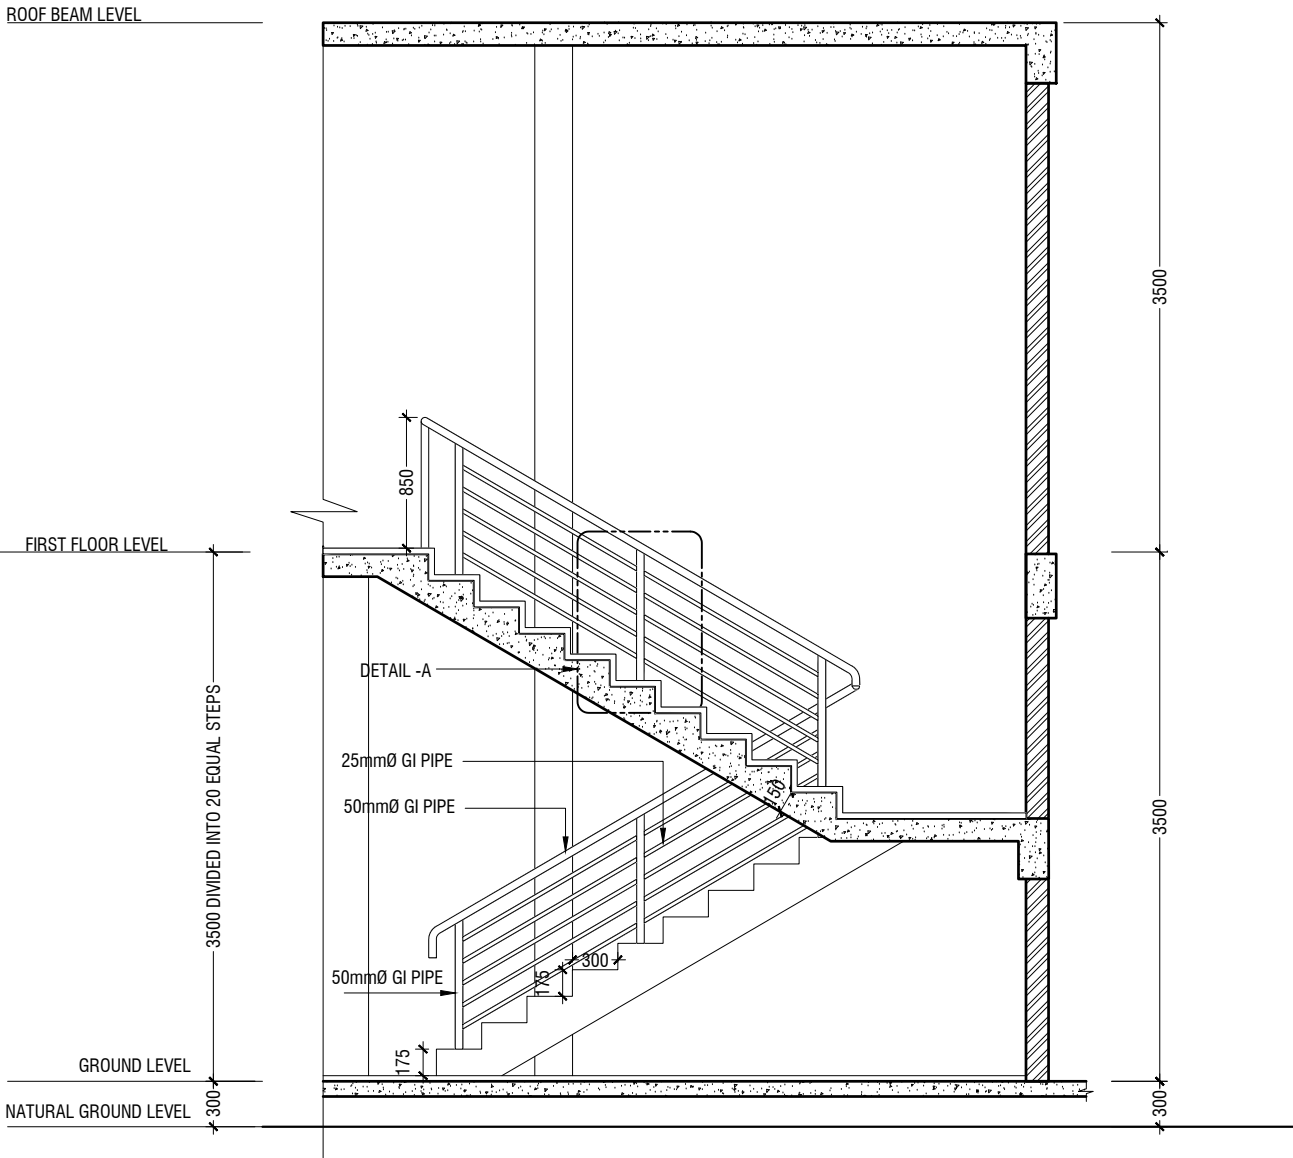 ROOF BEAM LEVEL
3500
850
FIRST FLOOR LEVEL
DETAIL -A
3500 DIVIDED INTO 20 EQUAL STEPS
25mmØ GI PIPE
150
50mmØ GI PIPE
3500
300
175
50mmØ GI PIPE
175
GROUND LEVEL
300
NATURAL GROUND LEVEL
300